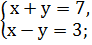 x + y = 7,
x − y = 3;